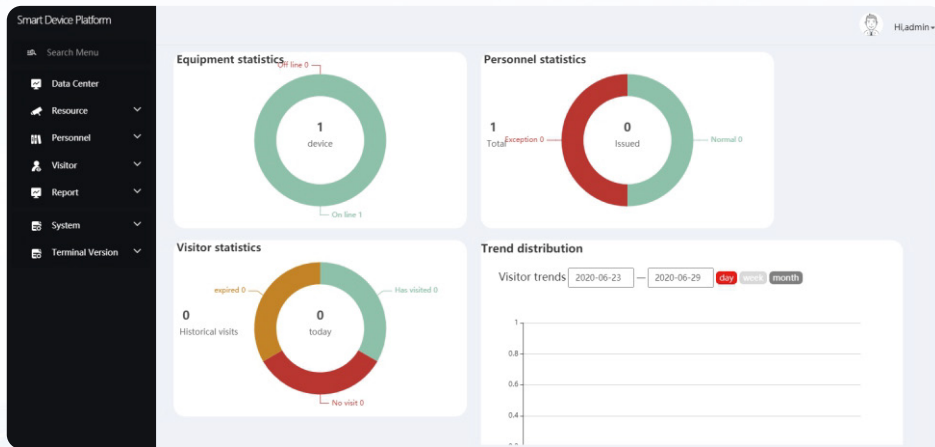 Smart Device Platform
Hi,admin
Search Menu
Data Center
Resource
Personnel
Visitor
Report
System
Terminal Version
Equipment statistics
Off line 0
1
device
On line 1
Personnel statistics
1
Total
Exception 0
0
Issued
Normal 0
Visitor statistics
expired 0
Has visited 0
0
Historical visits
0
today
No visit 0
Trend distribution
Visitor trends 2020-06-23 — 2020-06-29 day week month
1
0.8
0.6
0.4